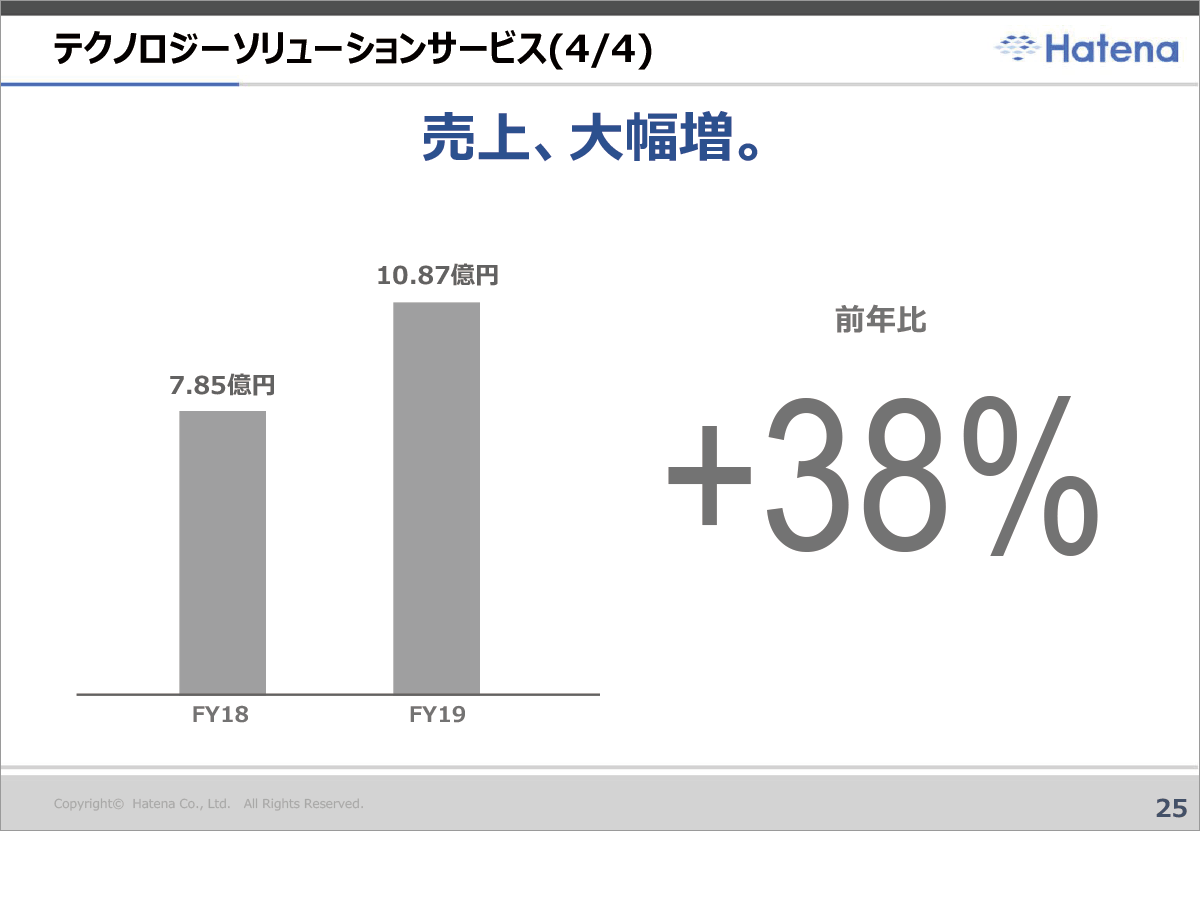 テクノロジーソリューションサービス(4/4)
Hatena
売上、大幅増。
10.87億円
7.85億円
FY18
FY19
前年比
+38%
Copyright© Hatena Co., Ltd. All Rights Reserved.
25